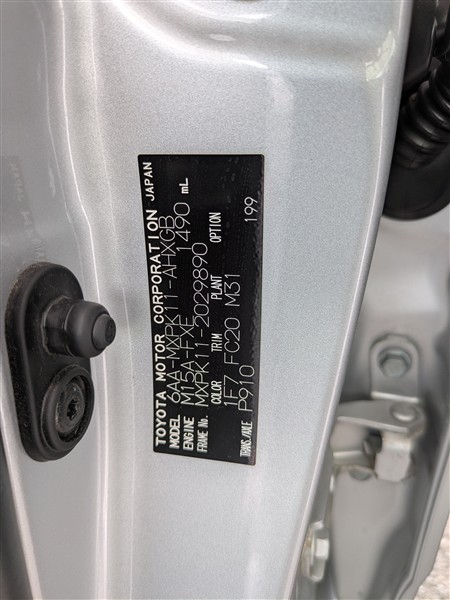 TOYOTA MOTOR CORPORATION JAPAN
MODEL 6AA-MXPK11-AHXGB
ENGINE M15A-FXE 1490 mL
FRAME No. MXPK11-2029890
COLOR TRIM PLANT OPTION
1F7 FC20 M31 199
TRANS/AXLE P910